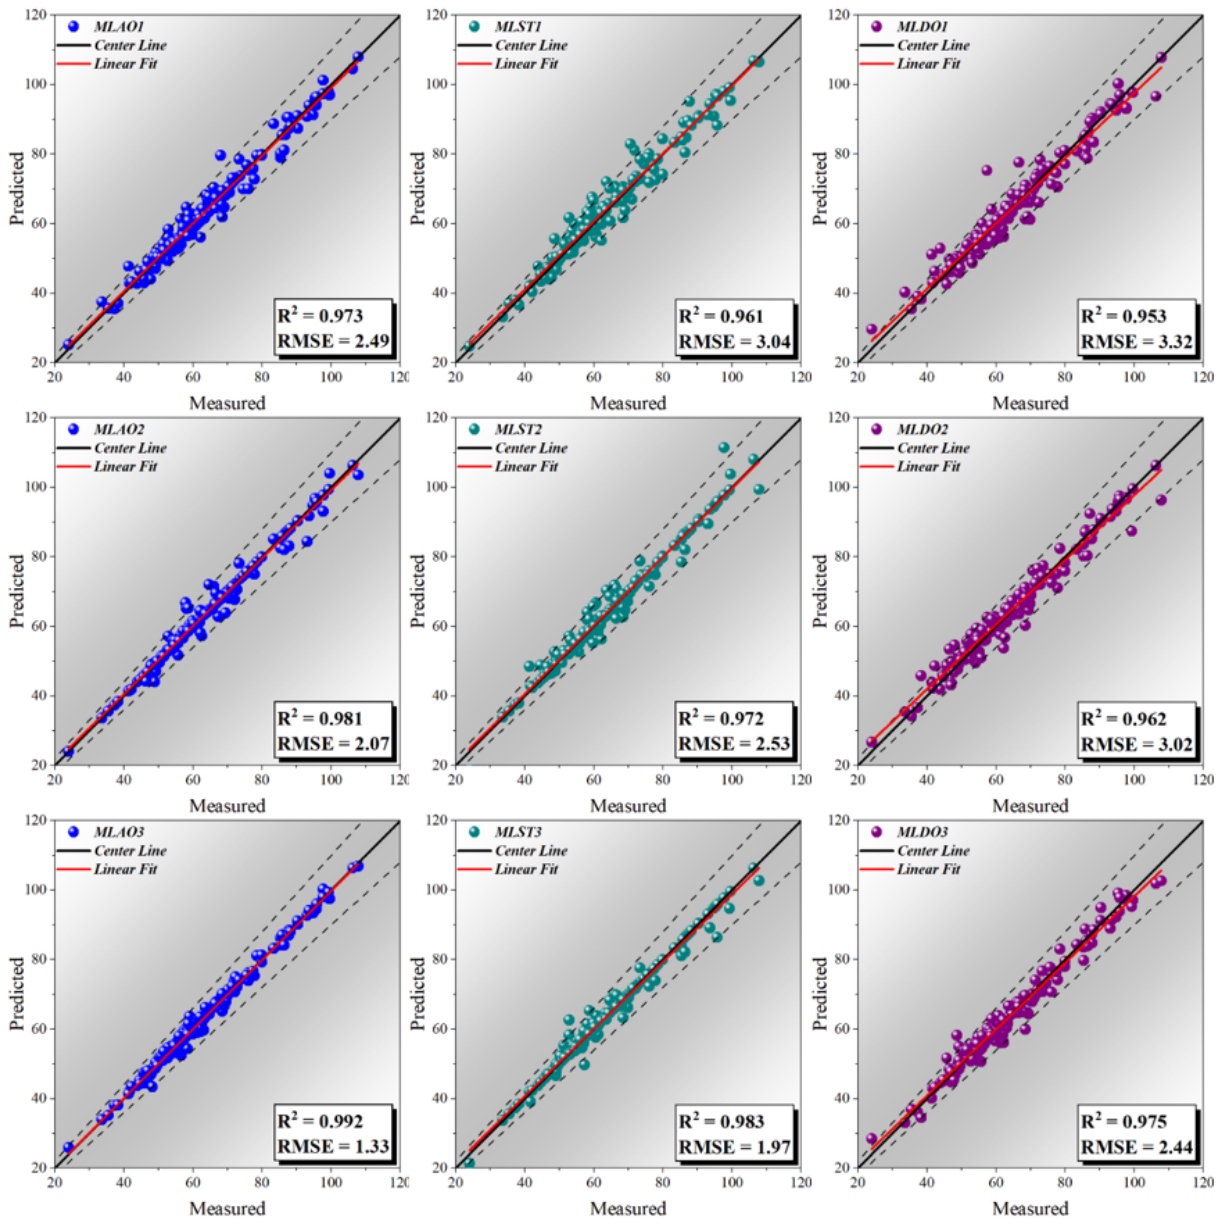 MLAO1
Center Line
Linear Fit
R² = 0.973
RMSE = 2.49
120
100
80
60
40
20
20 40 60 80 100 120
Predicted
Measured
MLST1
Center Line
Linear Fit
R² = 0.961
RMSE = 3.04
120
100
80
60
40
20
20 40 60 80 100 120
Predicted
Measured
MLDO1
Center Line
Linear Fit
R² = 0.953
RMSE = 3.32
120
100
80
60
40
20
20 40 60 80 100 120
Predicted
Measured
MLAO2
Center Line
Linear Fit
R² = 0.981
RMSE = 2.07
120
100
80
60
40
20
20 40 60 80 100 120
Predicted
Measured
MLST2
Center Line
Linear Fit
R² = 0.972
RMSE = 2.53
120
100
80
60
40
20
20 40 60 80 100 120
Predicted
Measured
MLDO2
Center Line
Linear Fit
R² = 0.962
RMSE = 3.02
120
100
80
60
40
20
20 40 60 80 100 120
Predicted
Measured
MLAO3
Center Line
Linear Fit
R² = 0.992
RMSE = 1.33
120
100
80
60
40
20
20 40 60 80 100 120
Predicted
Measured
MLST3
Center Line
Linear Fit
R² = 0.983
RMSE = 1.97
120
100
80
60
40
20
20 40 60 80 100 120
Predicted
Measured
MLDO3
Center Line
Linear Fit
R² = 0.975
RMSE = 2.44
120
100
80
60
40
20
20 40 60 80 100 120
Predicted
Measured